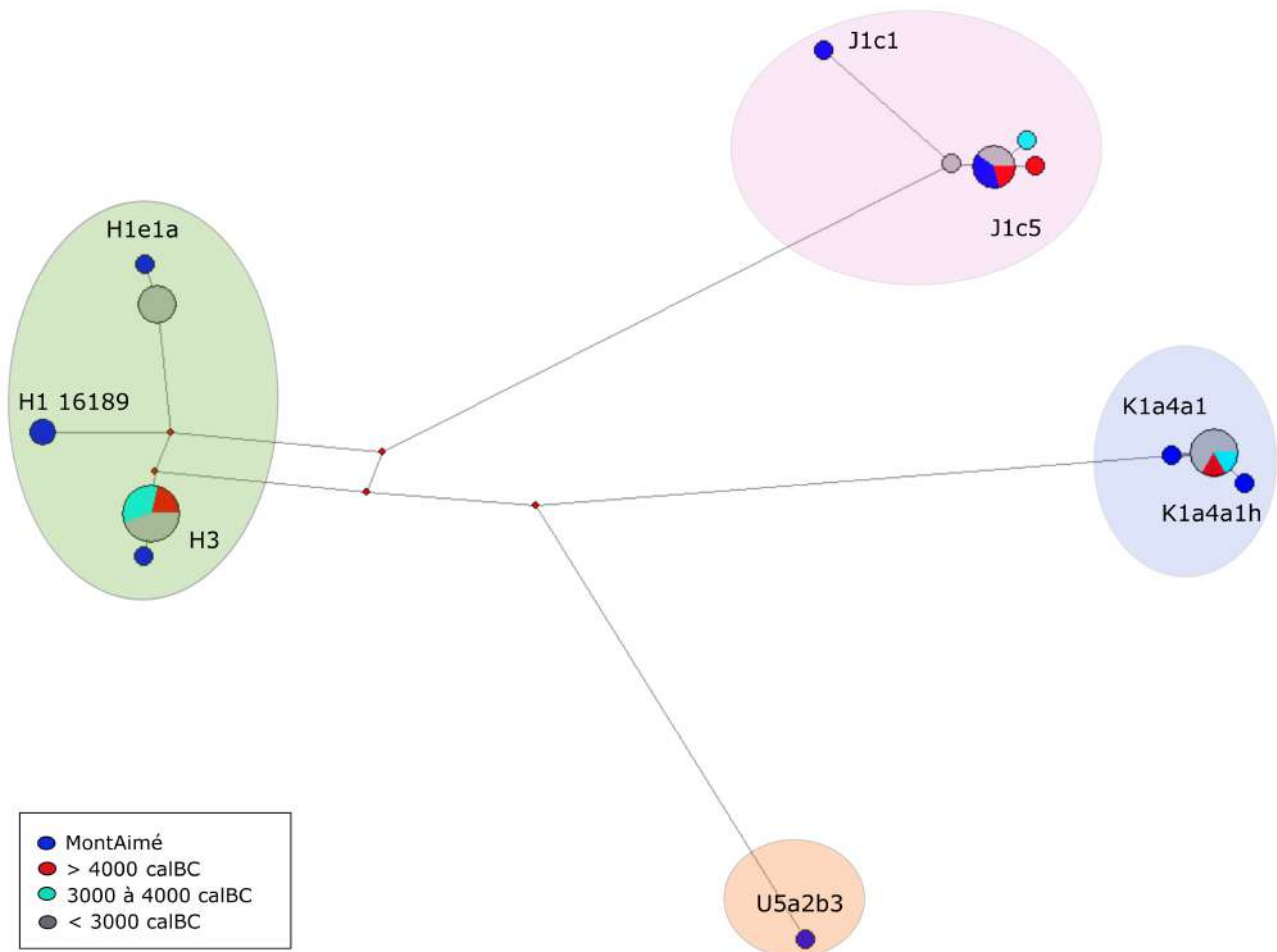 J1c1
J1c5
H1e1a
H1 16189
H3
K1a4a1
K1a4a1h
U5a2b3
MontAimé
> 4000 calBC
3000 à 4000 calBC
< 3000 calBC